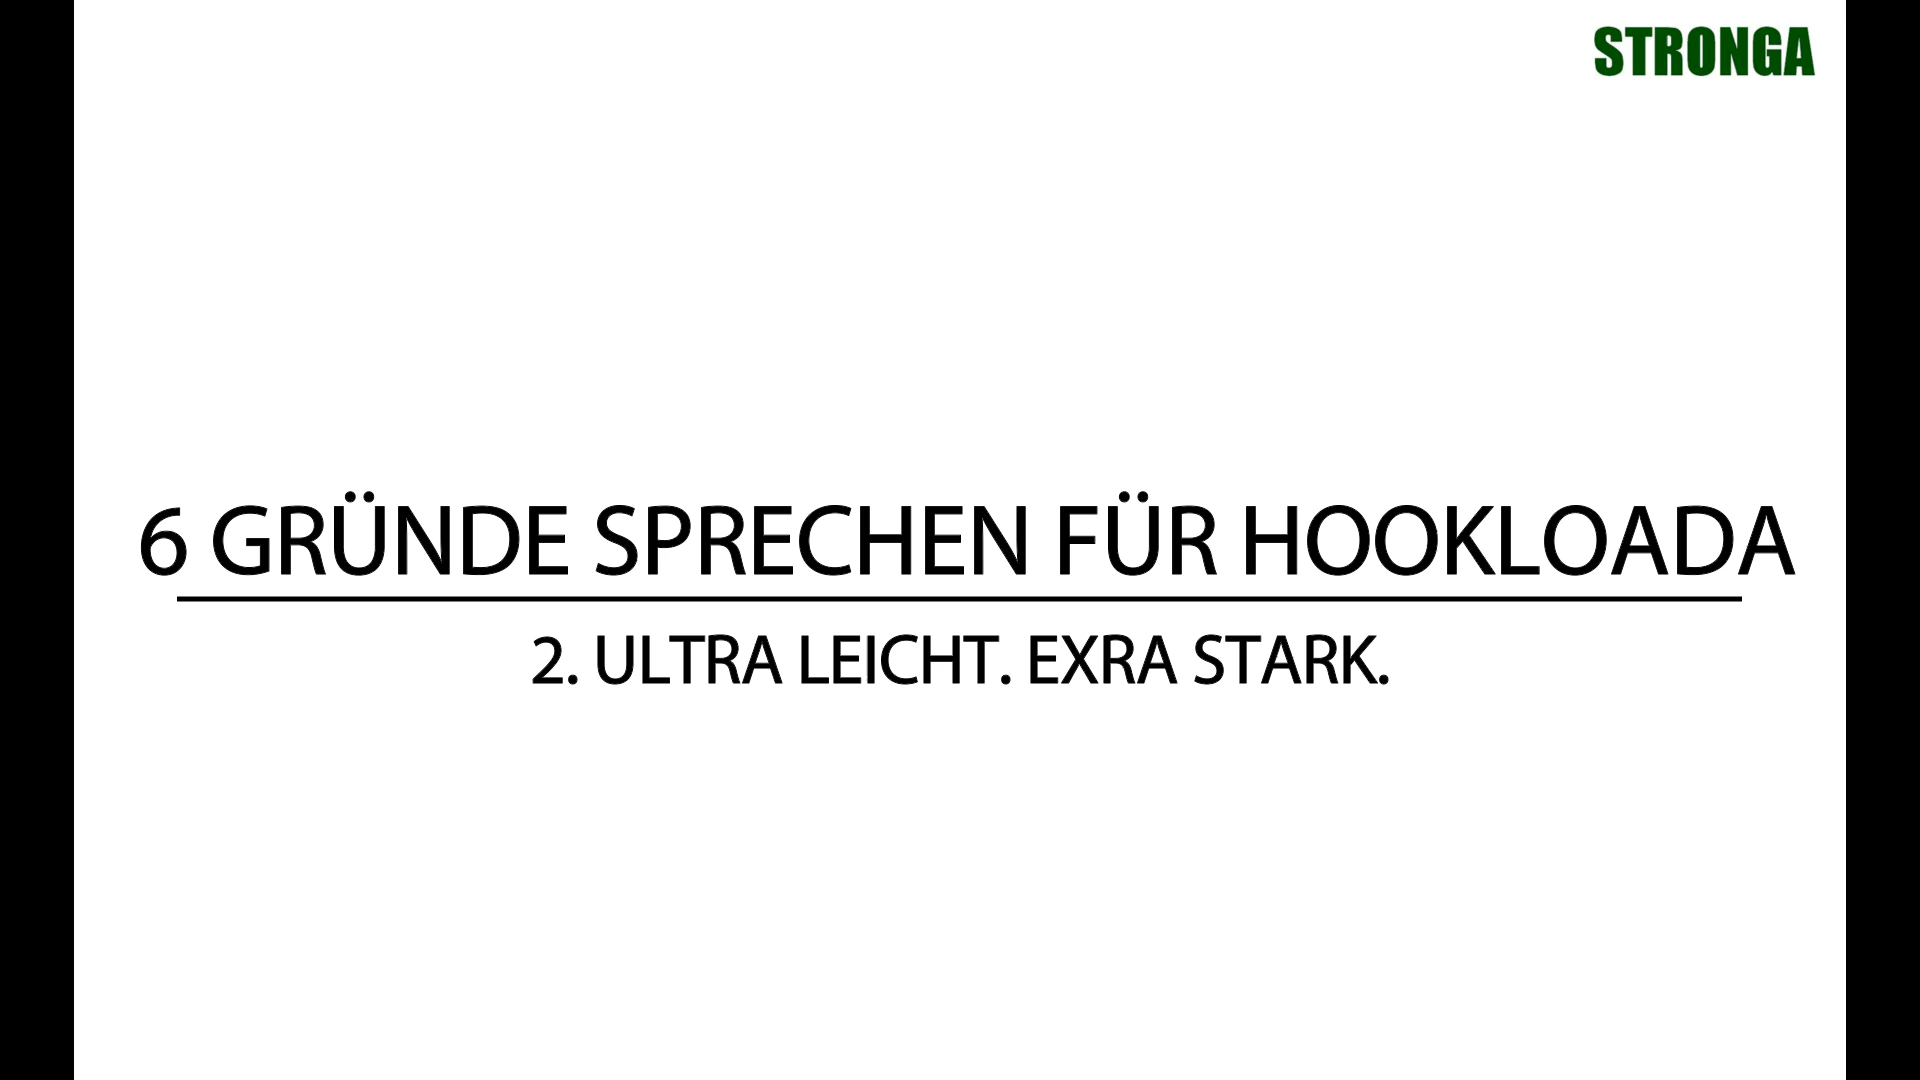 STRONGA
6 GRÜNDE SPRECHEN FÜR HOOKLOADA
2. ULTRA LEICHT. EXRA STARK.